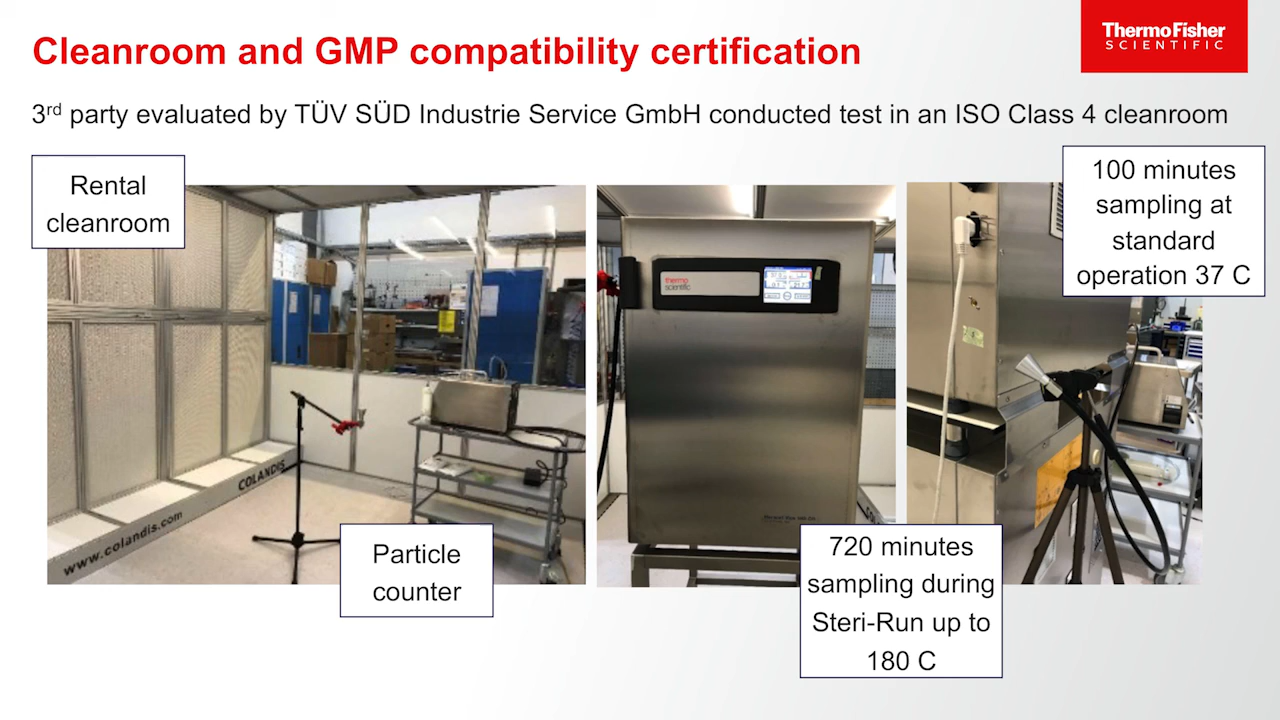 Cleanroom and GMP compatibility certification
ThermoFisher
SCIENTIFIC
3rd party evaluated by TÜV SÜD Industrie Service GmbH conducted test in an ISO Class 4 cleanroom
Rental
cleanroom
100 minutes
sampling at
standard
operation 37 C
thermo
scientific
COLANDIS
www.colandis.com
Particle
counter
720 minutes
sampling during
Steri-Run up to
180 C